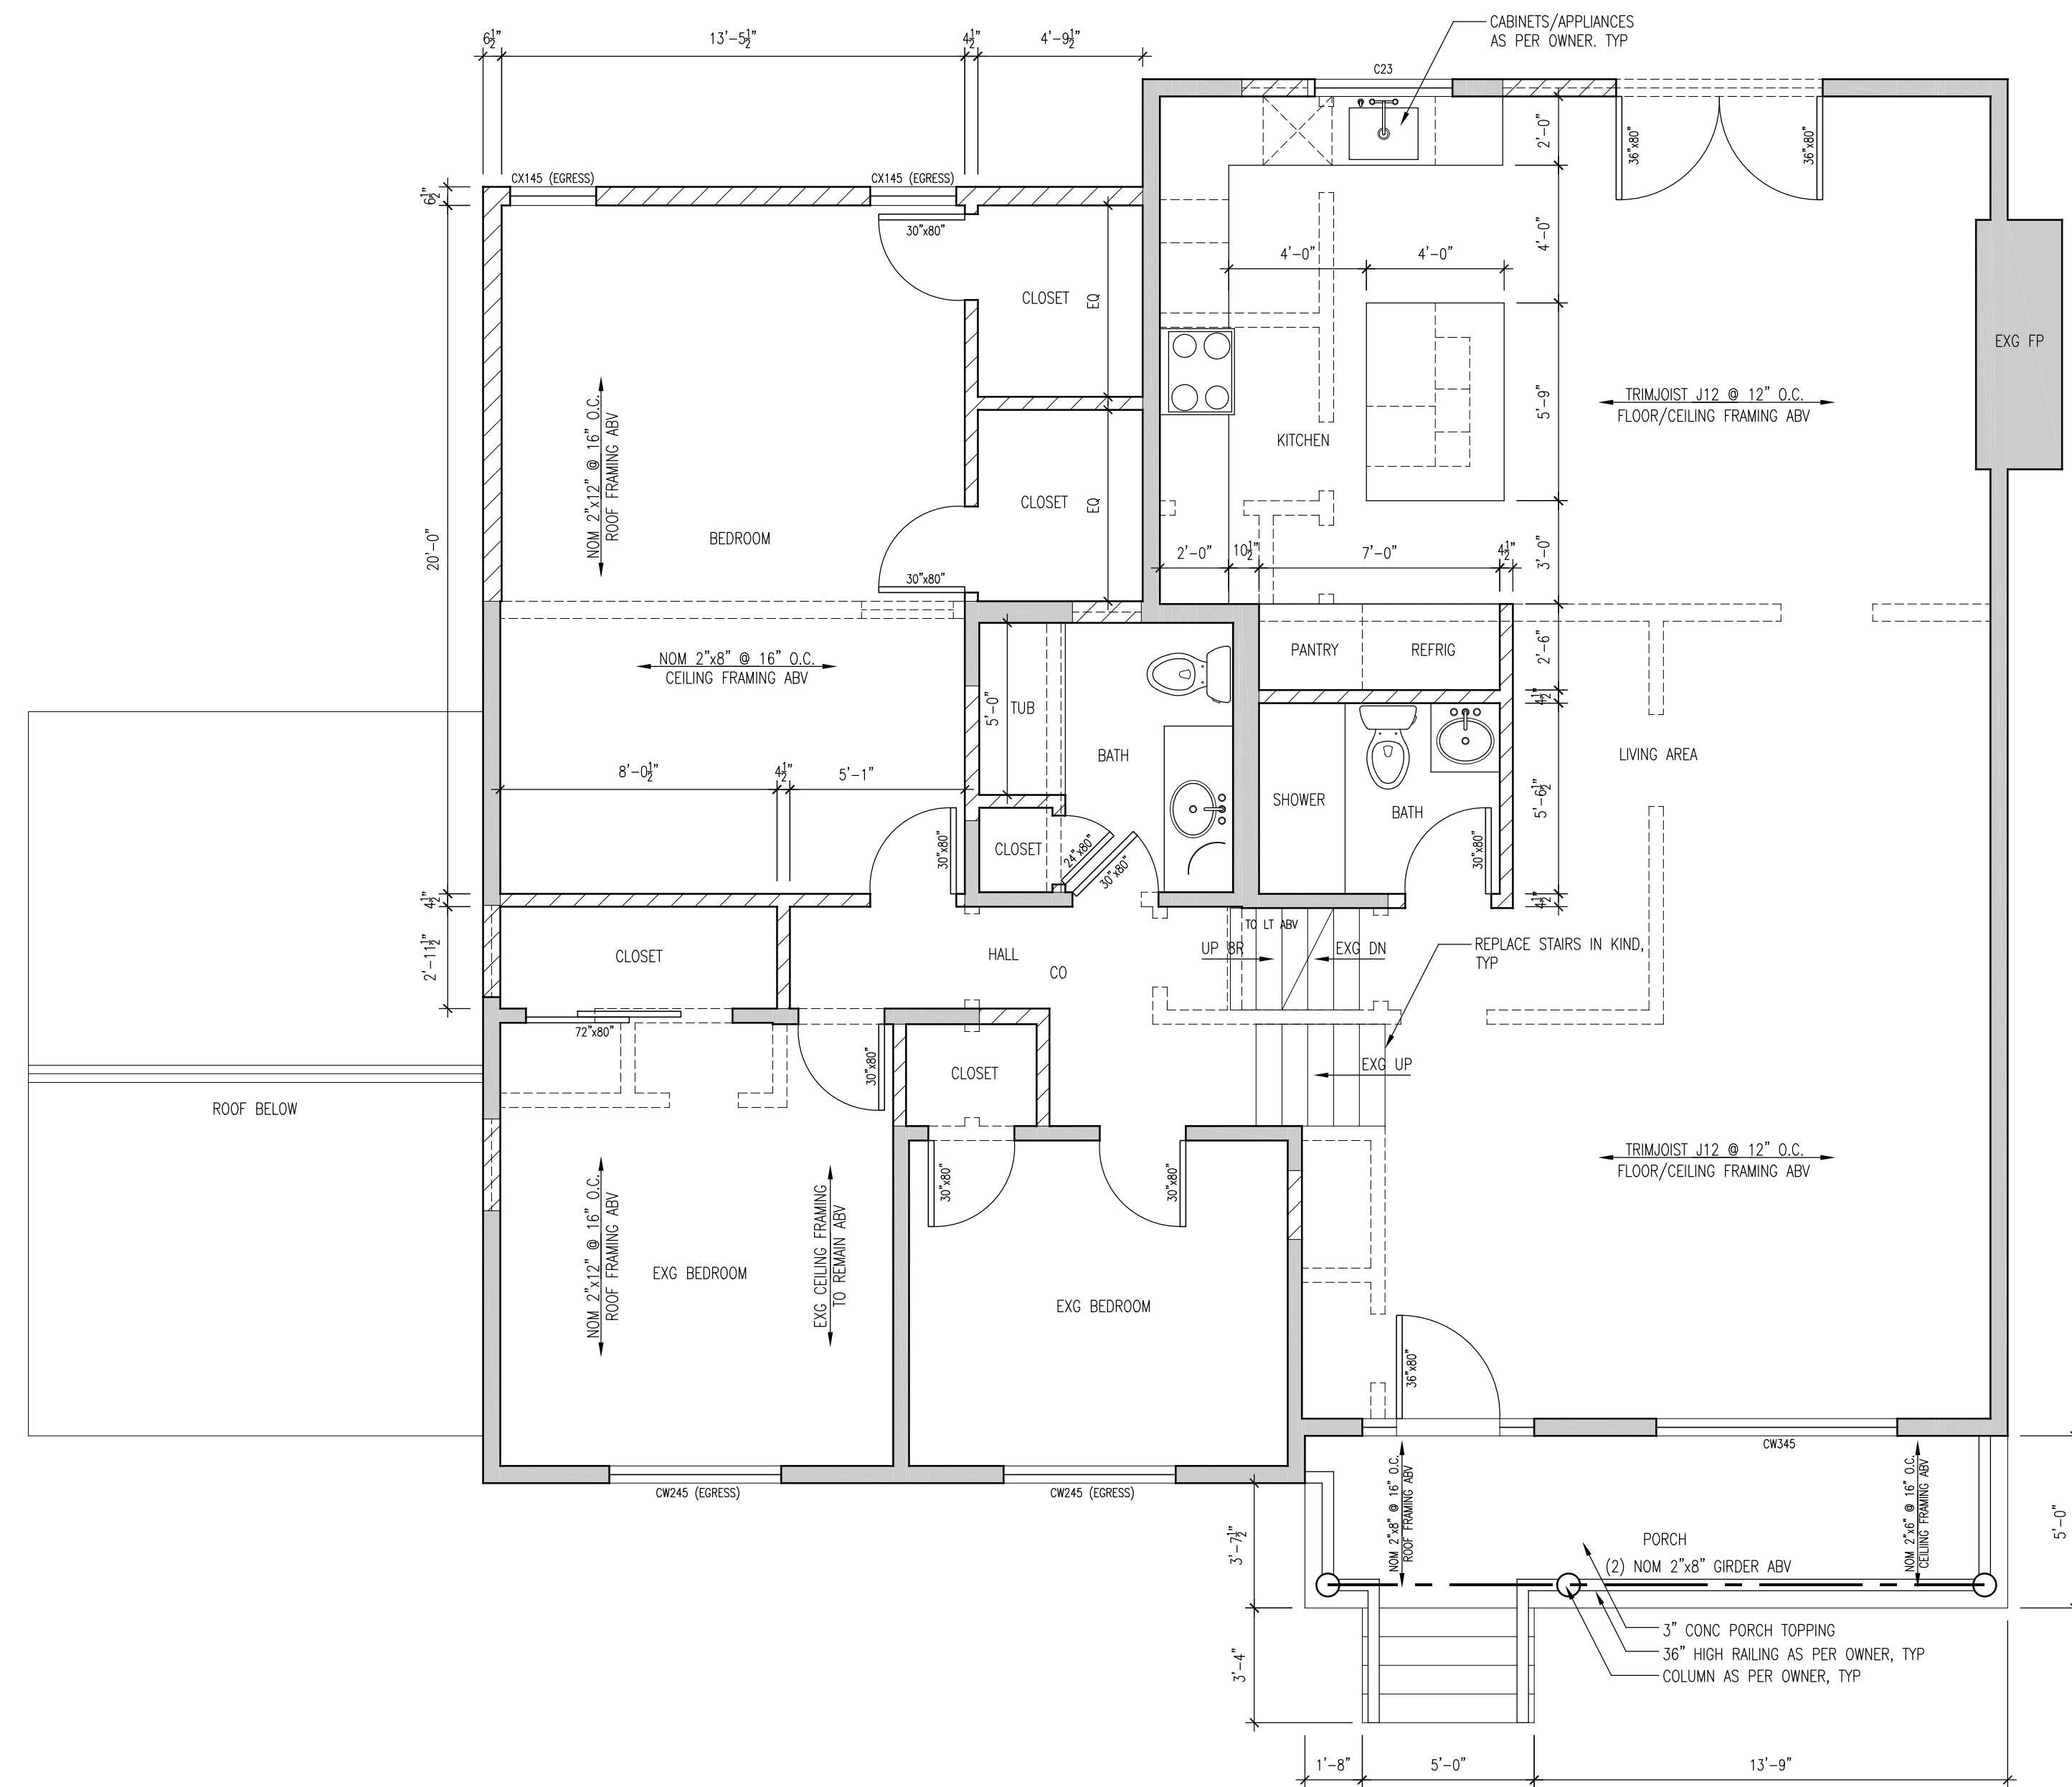 CABINETS/APPLIANCES
AS PER OWNER. TYP
6½" 13'-5½" 4½" 4'-9½"
C23
36"x80" 36"x80"
2'-0"
CX145 (EGRESS) CX145 (EGRESS)
6½"
30"x80"
4'-0"
4'-0" 4'-0"
CLOSET EQ
EXG FP
NOM 2"x12" @ 16" O.C.
ROOF FRAMING ABV
TRIMJOIST J12 @ 12" O.C.
FLOOR/CEILING FRAMING ABV
5'-9"
KITCHEN
CLOSET EQ
BEDROOM
20'-0"
2'-0" 10½" 7'-0" 4½"
3'-0"
30"x80"
NOM 2"x8" @ 16" O.C.
CEILING FRAMING ABV
PANTRY REFRIG
2'-6"
4½"
5'-0"
TUB
BATH
LIVING AREA
8'-0½" 4½" 5'-1"
SHOWER
BATH
5'-6½"
30"x80"
CLOSET
24"x80"
30"x80"
30"x80"
4½"
4½"
2'-11½"
CLOSET
HALL
CO
TO LT ABV
UP 8R
EXG DN
REPLACE STAIRS IN KIND,
TYP
72"x80"
30"x80"
CLOSET
EXG UP
ROOF BELOW
30"x80" 30"x80"
TRIMJOIST J12 @ 12" O.C.
FLOOR/CEILING FRAMING ABV
NOM 2"x12" @ 16" O.C.
ROOF FRAMING ABV
EXG CEILING FRAMING
TO REMAIN ABV
EXG BEDROOM
EXG BEDROOM
36"x80"
CW345
CW245 (EGRESS) CW245 (EGRESS)
NOM 2"x8" @ 16" O.C.
ROOF FRAMING ABV
NOM 2"x6" @ 16" O.C.
CEILIING FRAMING ABV
3'-7½"
5'-0"
PORCH
(2) NOM 2"x8" GIRDER ABV
3" CONC PORCH TOPPING
36" HIGH RAILING AS PER OWNER, TYP
COLUMN AS PER OWNER, TYP
3'-4"
1'-8" 5'-0" 13'-9"